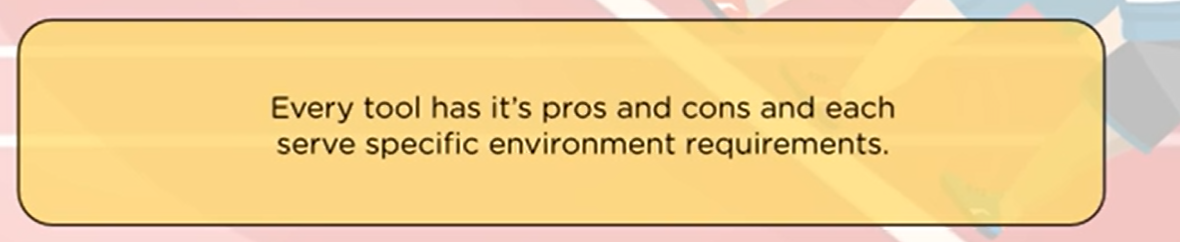 Every tool has it's pros and cons and each
serve specific environment requirements.